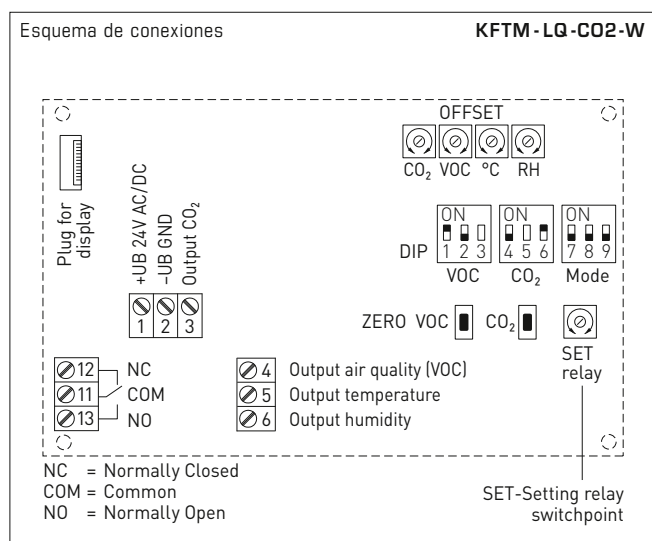 Esquema de conexiones
KFTM - LQ - CO2 - W
OFFSET
CO₂ VOC °C RH
Plug for
display
+UB 24V AC/DC
–UB GND
Output CO₂
1 2 3
ON ON ON
DIP
1 2 3 4 5 6 7 8 9
VOC CO₂ Mode
ZERO VOC CO₂
SET
relay
12 NC
11 COM
13 NO
4 Output air quality (VOC)
5 Output temperature
6 Output humidity
NC = Normally Closed
COM = Common
NO = Normally Open
SET-Setting relay
switchpoint